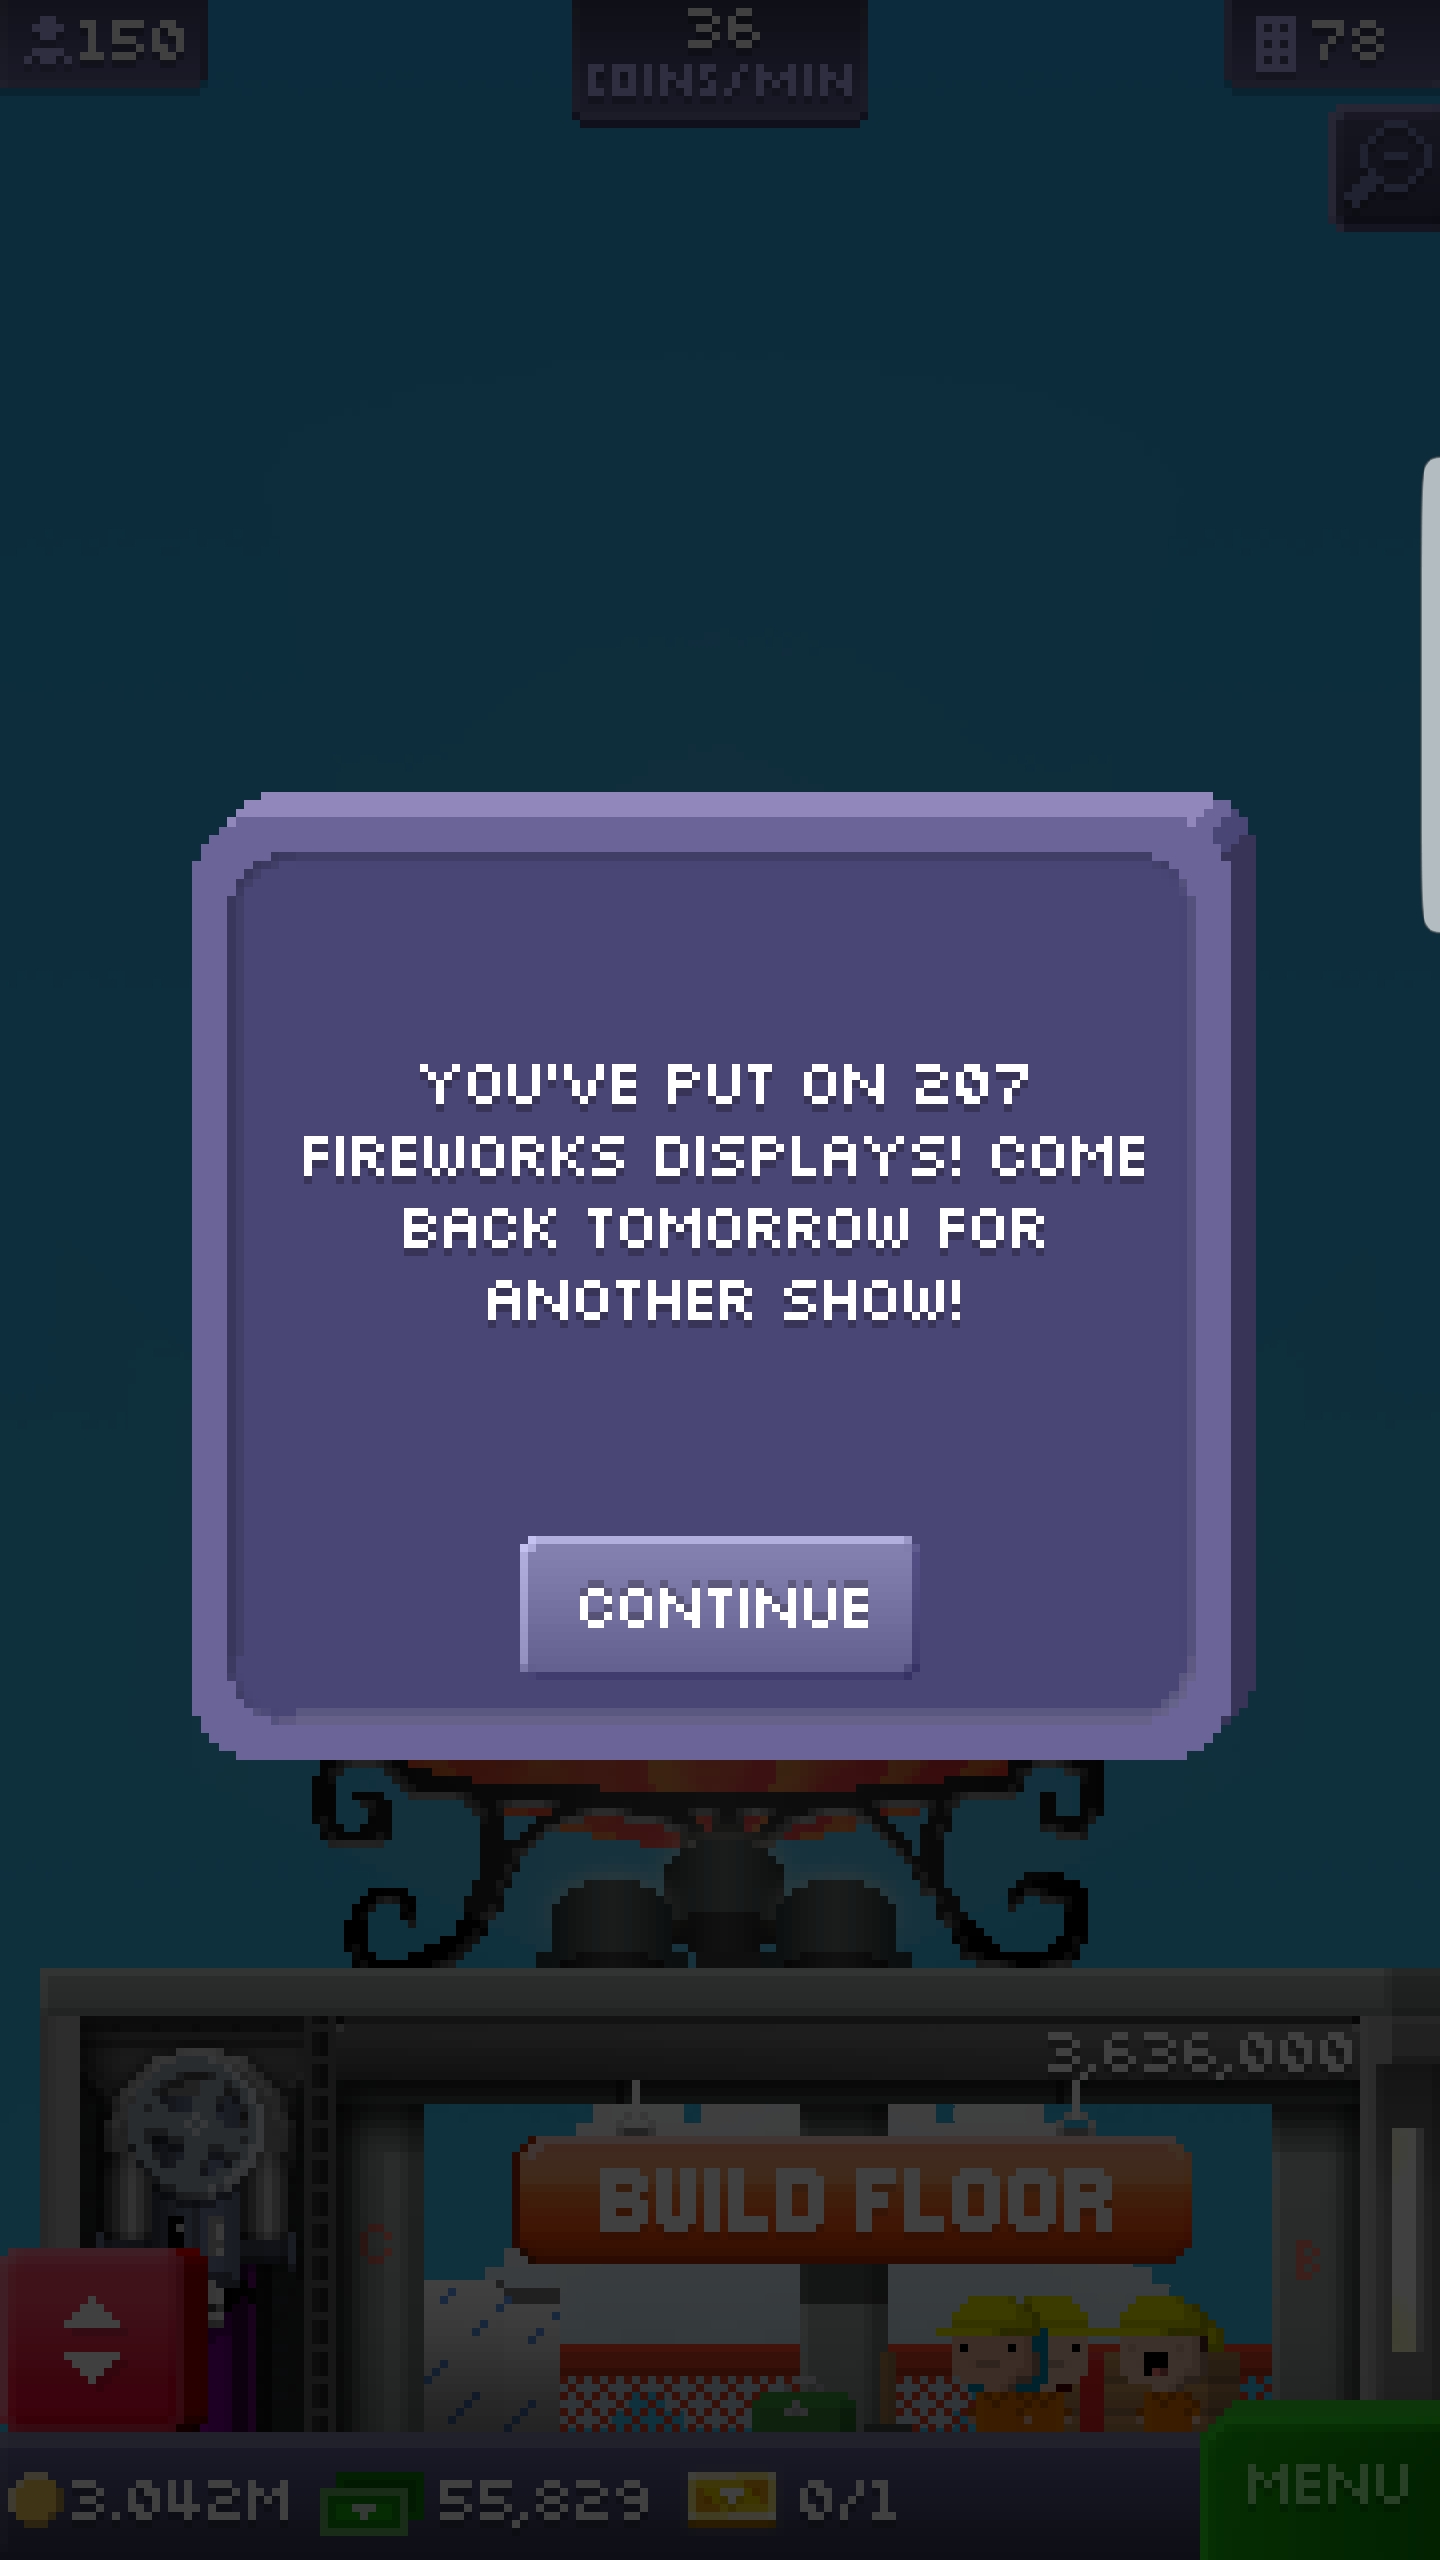 150
36
COINS/MIN
78
YOU'VE PUT ON 207
FIREWORKS DISPLAYS! COME
BACK TOMORROW FOR
ANOTHER SHOW!
CONTINUE
3,636,000
BUILD FLOOR
C
B
3.042M
55,829
0/1
MENU